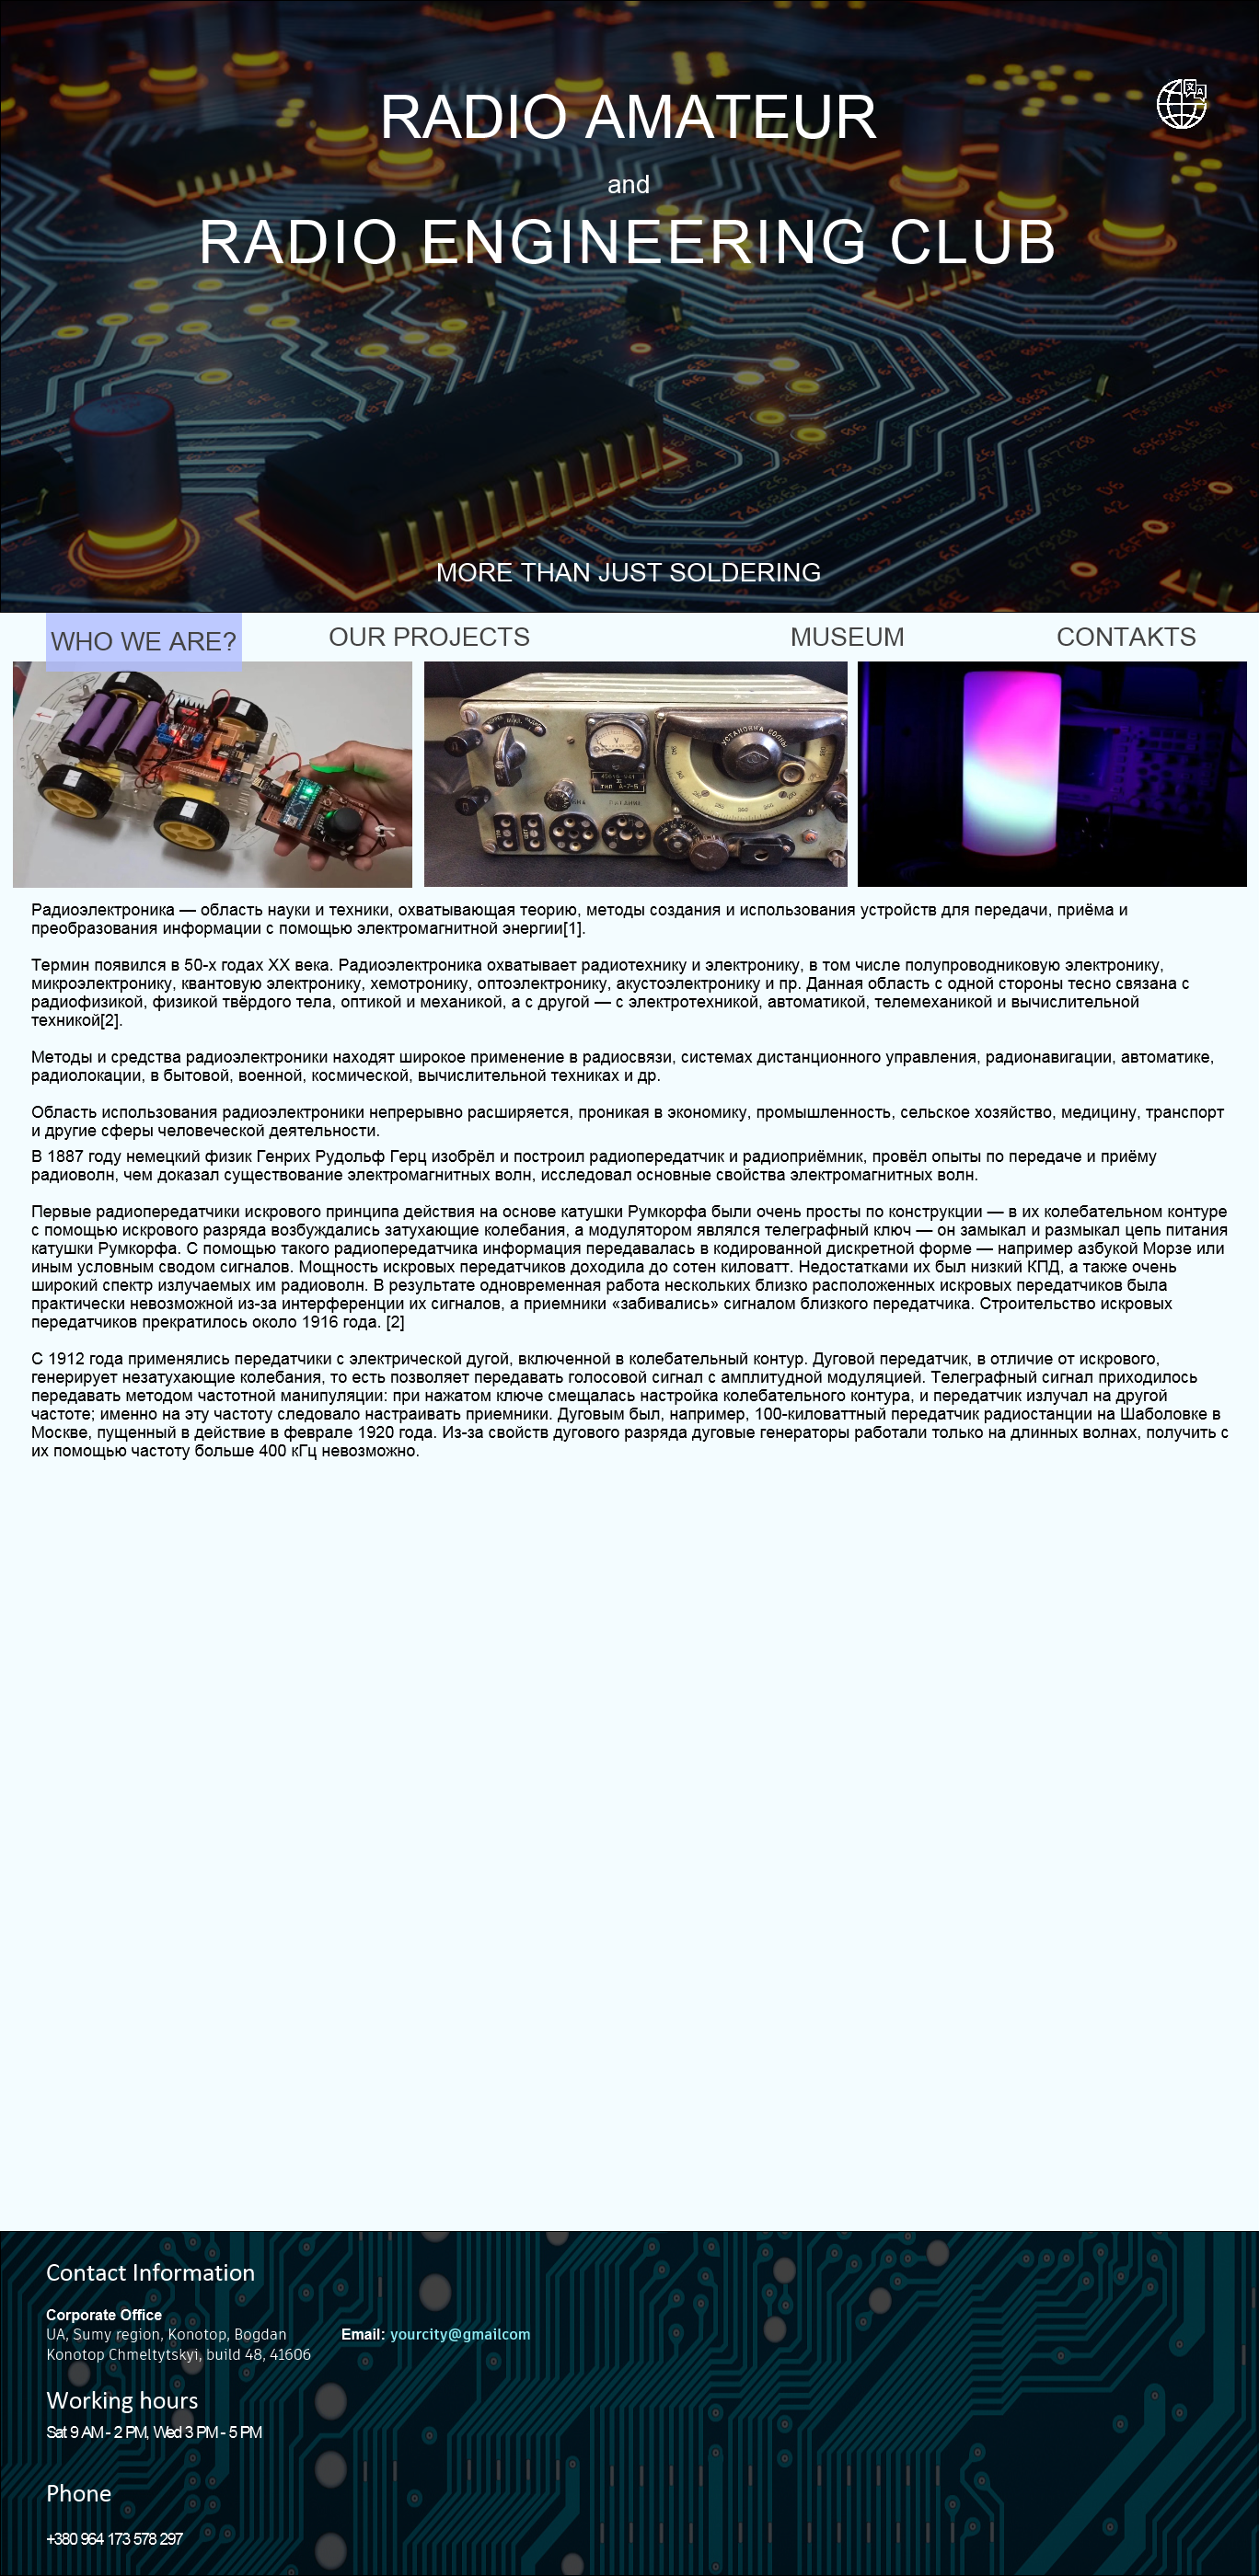 RADIO AMATEUR
and
RADIO ENGINEERING CLUB
MORE THAN JUST SOLDERING
WHO WE ARE?
OUR PROJECTS
MUSEUM
CONTAKTS
УСТАНОВКА ВОЛНЫ
Радиоэлектроника — область науки и техники, охватывающая теорию, методы создания и использования устройств для передачи, приёма и
преобразования информации с помощью электромагнитной энергии[1].
Термин появился в 50-х годах XX века. Радиоэлектроника охватывает радиотехнику и электронику, в том числе полупроводниковую электронику,
микроэлектронику, квантовую электронику, хемотронику, оптоэлектронику, акустоэлектронику и пр. Данная область с одной стороны тесно связана с
радиофизикой, физикой твёрдого тела, оптикой и механикой, а с другой — с электротехникой, автоматикой, телемеханикой и вычислительной
техникой[2].
Методы и средства радиоэлектроники находят широкое применение в радиосвязи, системах дистанционного управления, радионавигации, автоматике,
радиолокации, в бытовой, военной, космической, вычислительной техниках и др.
Область использования радиоэлектроники непрерывно расширяется, проникая в экономику, промышленность, сельское хозяйство, медицину, транспорт
и другие сферы человеческой деятельности.
В 1887 году немецкий физик Генрих Рудольф Герц изобрёл и построил радиопередатчик и радиоприёмник, провёл опыты по передаче и приёму
радиоволн, чем доказал существование электромагнитных волн, исследовал основные свойства электромагнитных волн.
Первые радиопередатчики искрового принципа действия на основе катушки Румкорфа были очень просты по конструкции — в их колебательном контуре
с помощью искрового разряда возбуждались затухающие колебания, а модулятором являлся телеграфный ключ — он замыкал и размыкал цепь питания
катушки Румкорфа. С помощью такого радиопередатчика информация передавалась в кодированной дискретной форме — например азбукой Морзе или
иным условным сводом сигналов. Мощность искровых передатчиков доходила до сотен киловатт. Недостатками их был низкий КПД, а также очень
широкий спектр излучаемых им радиоволн. В результате одновременная работа нескольких близко расположенных искровых передатчиков была
практически невозможной из-за интерференции их сигналов, а приемники «забивались» сигналом близкого передатчика. Строительство искровых
передатчиков прекратилось около 1916 года. [2]
С 1912 года применялись передатчики с электрической дугой, включенной в колебательный контур. Дуговой передатчик, в отличие от искрового,
генерирует незатухающие колебания, то есть позволяет передавать голосовой сигнал с амплитудной модуляцией. Телеграфный сигнал приходилось
передавать методом частотной манипуляции: при нажатом ключе смещалась настройка колебательного контура, и передатчик излучал на другой
частоте; именно на эту частоту следовало настраивать приемники. Дуговым был, например, 100-киловаттный передатчик радиостанции на Шаболовке в
Москве, пущенный в действие в феврале 1920 года. Из-за свойств дугового разряда дуговые генераторы работали только на длинных волнах, получить с
их помощью частоту больше 400 кГц невозможно.
Contact Information
Corporate Office
UA, Sumy region, Konotop, Bogdan
Konotop Chmeltytskyi, build 48, 41606
Email: yourcity@gmailcom
Working hours
Sat 9 AM - 2 PM, Wed 3 PM - 5 PM
Phone
+380 964 173 578 297